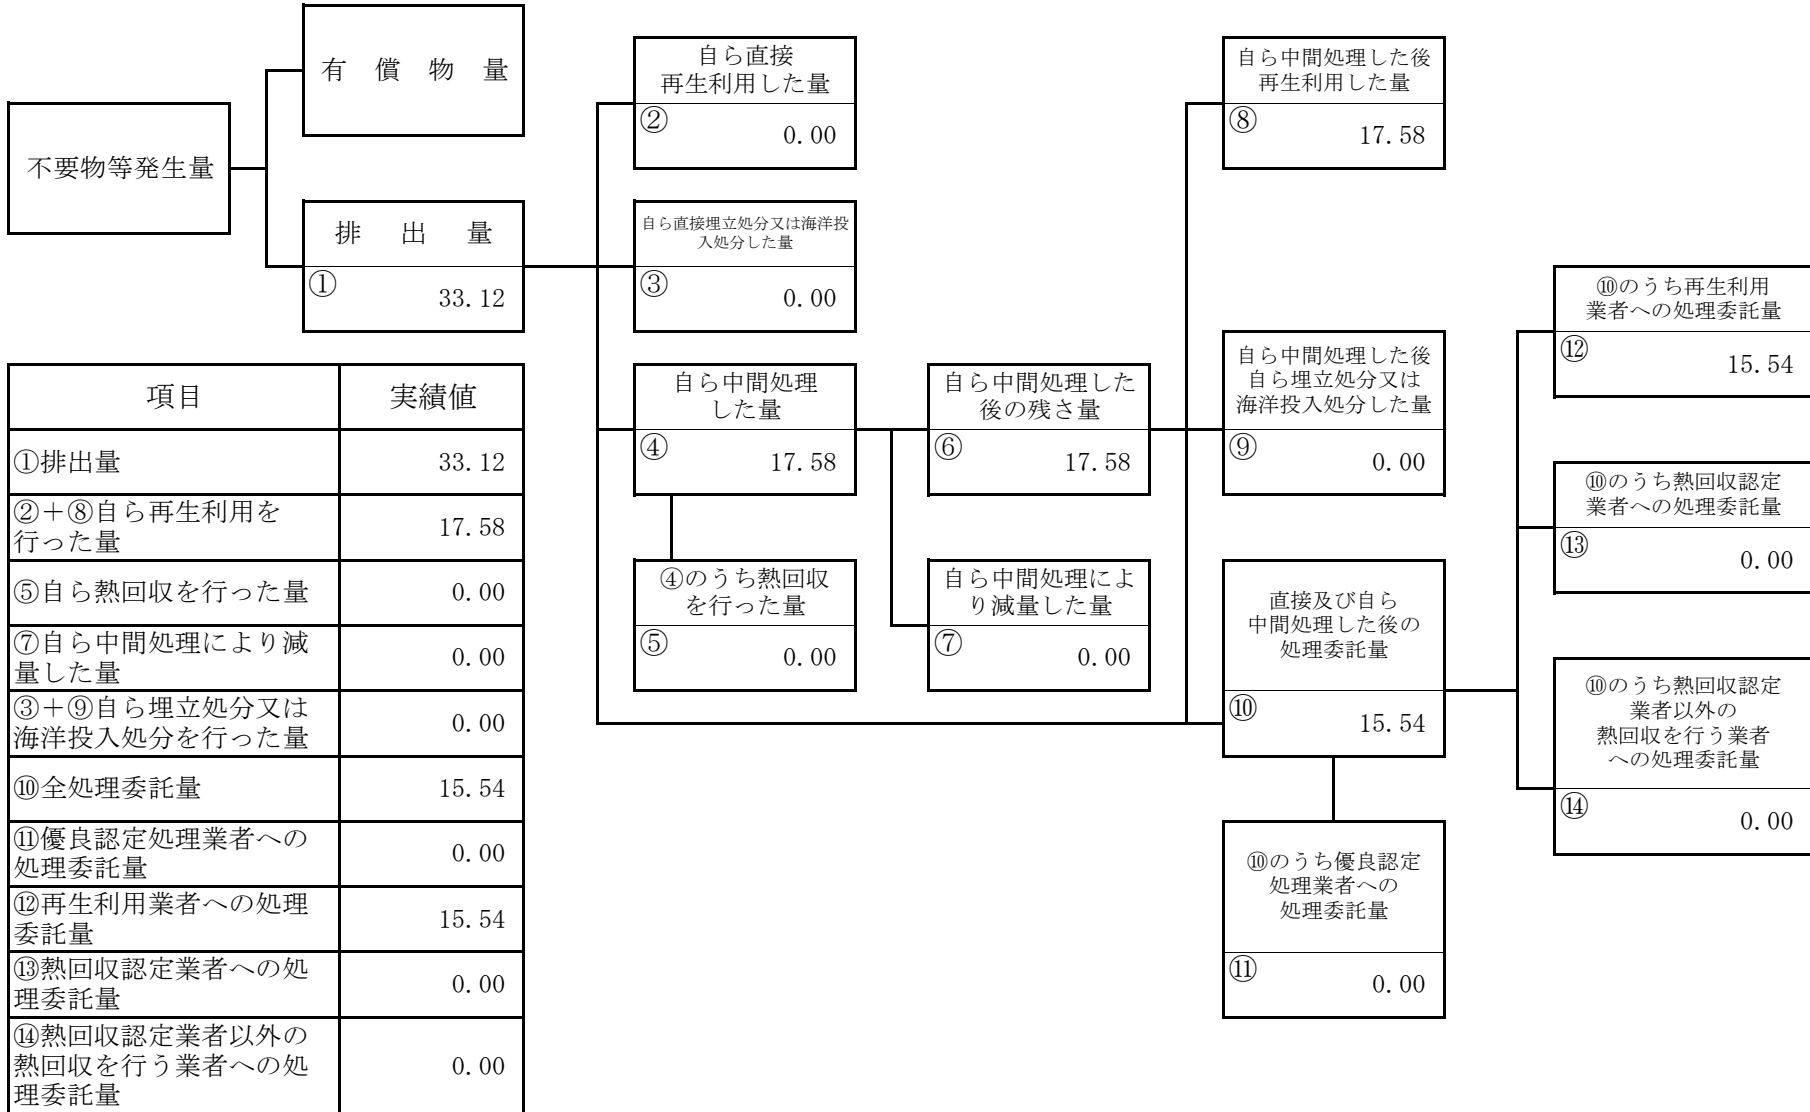 不要物等発生量
有償物量
排出量
①
33.12
自ら直接
再生利用した量
②
0.00
自ら直接埋立処分又は海洋投
入処分した量
③
0.00
自ら中間処理
した量
④
17.58
④のうち熱回収
を行った量
⑤
0.00
自ら中間処理した
後の残さ量
⑥
17.58
自ら中間処理によ
り減量した量
⑦
0.00
自ら中間処理した後
再生利用した量
⑧
17.58
自ら中間処理した後
自ら埋立処分又は
海洋投入処分した量
⑨
0.00
直接及び自ら
中間処理した後の
処理委託量
⑩
15.54
⑩のうち優良認定
処理業者への
処理委託量
⑪
0.00
⑩のうち再生利用
業者への処理委託量
⑫
15.54
⑩のうち熱回収認定
業者への処理委託量
⑬
0.00
⑩のうち熱回収認定
業者以外の
熱回収を行う業者
への処理委託量
⑭
0.00
項目 実績値
①排出量 33.12
②＋⑧自ら再生利用を
行った量 17.58
⑤自ら熱回収を行った量 0.00
⑦自ら中間処理により減
量した量 0.00
③＋⑨自ら埋立処分又は
海洋投入処分を行った量 0.00
⑩全処理委託量 15.54
⑪優良認定処理業者への
処理委託量 0.00
⑫再生利用業者への処理
委託量 15.54
⑬熱回収認定業者への処
理委託量 0.00
⑭熱回収認定業者以外の
熱回収を行う業者への処
理委託量 0.00